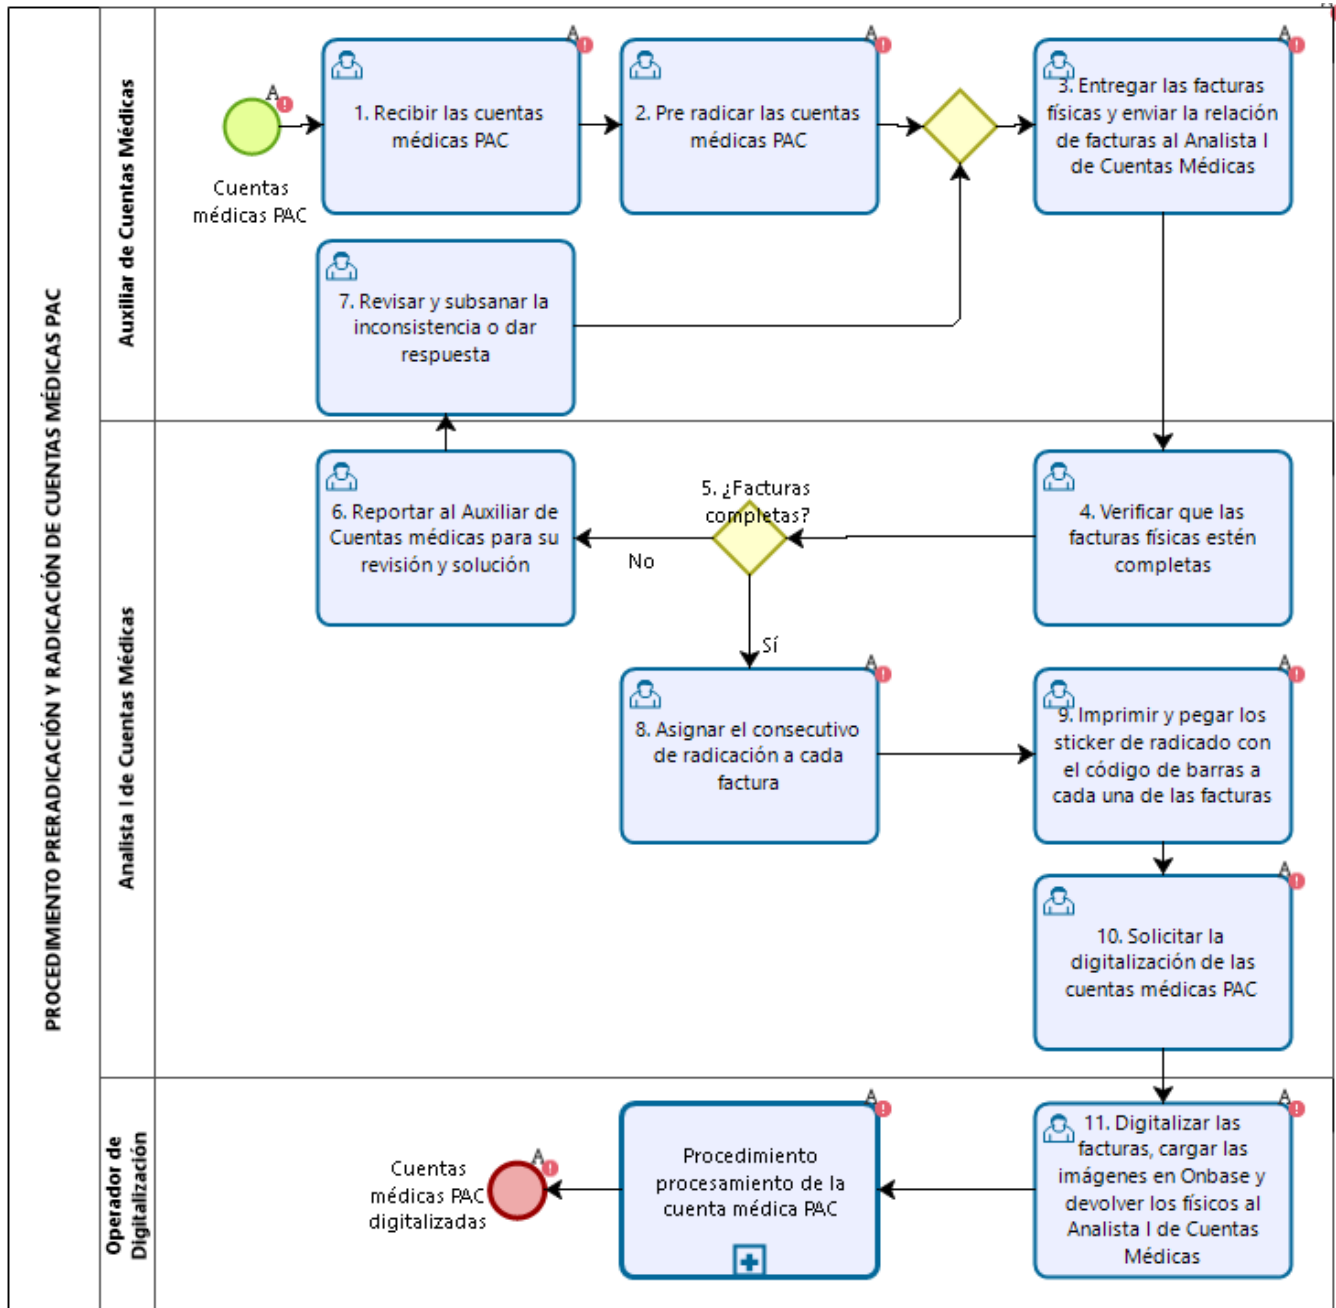 PROCEDIMIENTO PRERADICACIÓN Y RADICACIÓN DE CUENTAS MÉDICAS PAC
Auxiliar de Cuentas Médicas
A
Cuentas
médicas PAC
A
1. Recibir las cuentas
médicas PAC
A
2. Pre radicar las cuentas
médicas PAC
A
3. Entregar las facturas
físicas y enviar la relación
de facturas al Analista I
de Cuentas Médicas
7. Revisar y subsanar la
inconsistencia o dar
respuesta
Analista I de Cuentas Médicas
6. Reportar al Auxiliar de
Cuentas médicas para su
revisión y solución
No
5. ¿Facturas
completas?
Sí
4. Verificar que las
facturas físicas estén
completas
A
8. Asignar el consecutivo
de radicación a cada
factura
A
9. Imprimir y pegar los
sticker de radicado con
el código de barras a
cada una de las facturas
A
10. Solicitar la
digitalización de las
cuentas médicas PAC
Operador de
Digitalización
A
11. Digitalizar las
facturas, cargar las
imágenes en Onbase y
devolver los físicos al
Analista I de Cuentas
Médicas
A
Procedimiento
procesamiento de la
cuenta médica PAC
A
Cuentas
médicas PAC
digitalizadas